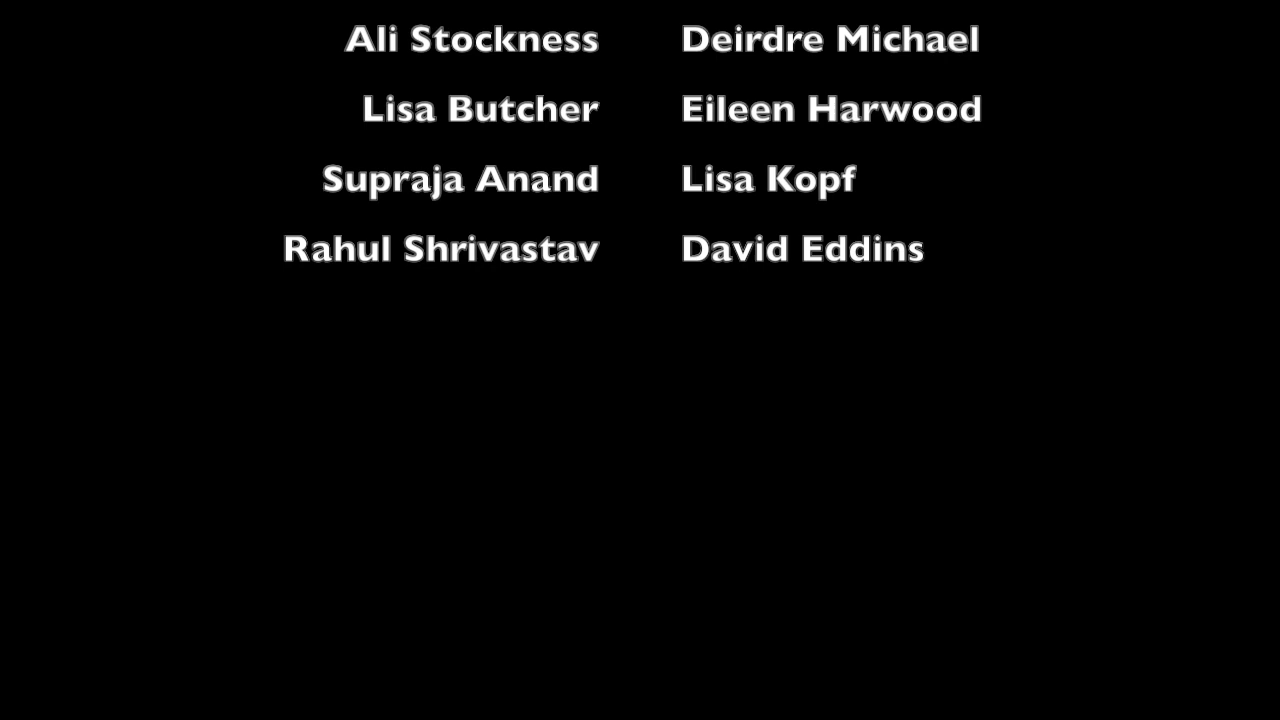 Ali Stockness Deirdre Michael
Lisa Butcher Eileen Harwood
Supraja Anand Lisa Kopf
Rahul Shrivastav David Eddins